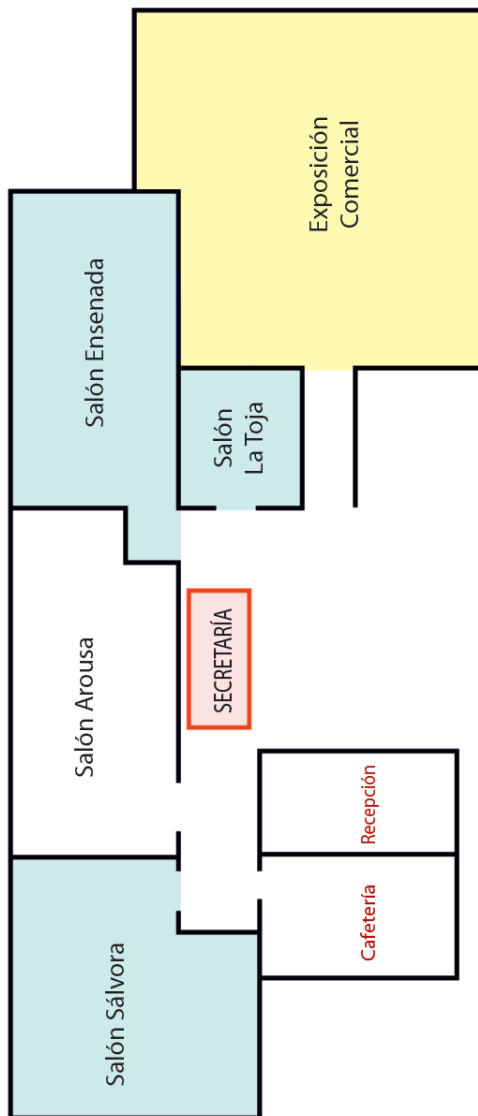 Exposición
Comercial
Salón Ensenada
Salón
La Toja
SECRETARÍA
Salón Arousa
Recepción
Cafetería
Salón Sálvora